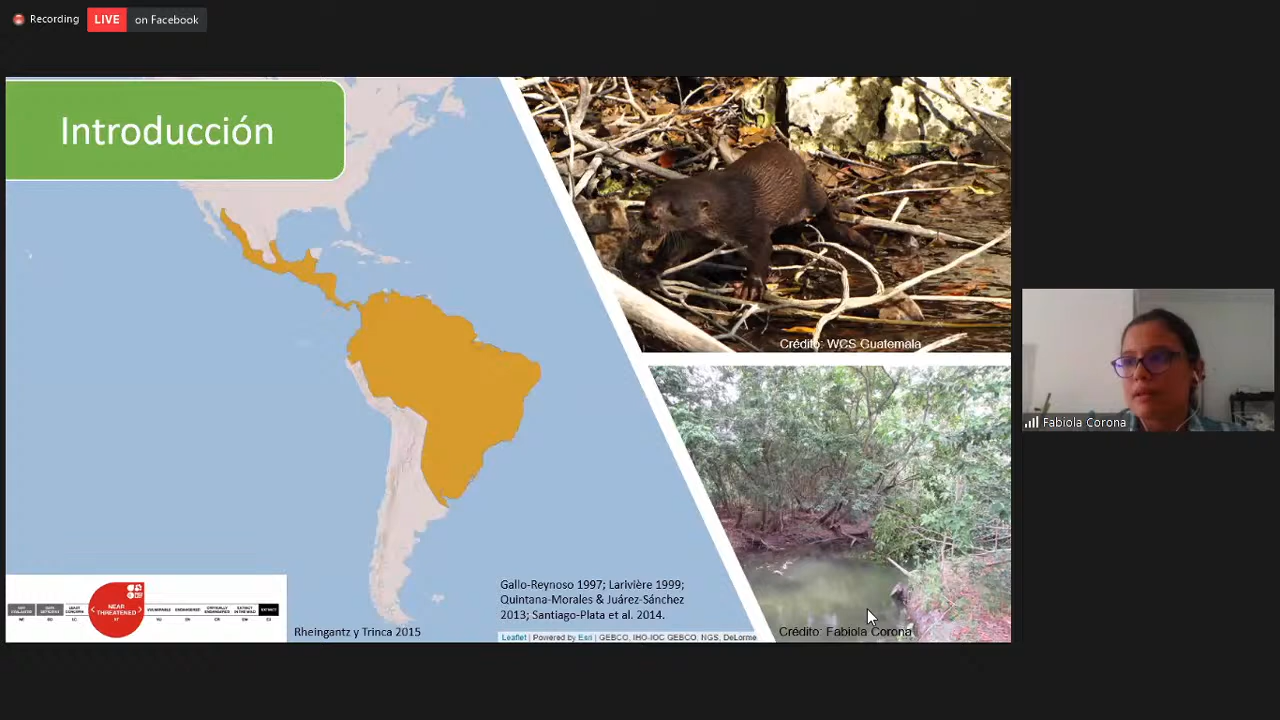 Recording
LIVE on Facebook
Introducción
Crédito: WCS Guatemala
Fabiola Corona
NEAR
THREATENED
Gallo-Reynoso 1997; Larivière 1999;
Quintana-Morales & Juárez-Sánchez
2013; Santiago-Plata et al. 2014.
Rheingantz y Trinca 2015
Leaflet | Powered by Esri | GEBCO, IHO-IOC GEBCO, NGS, DeLorme
Crédito: Fabiola Corona